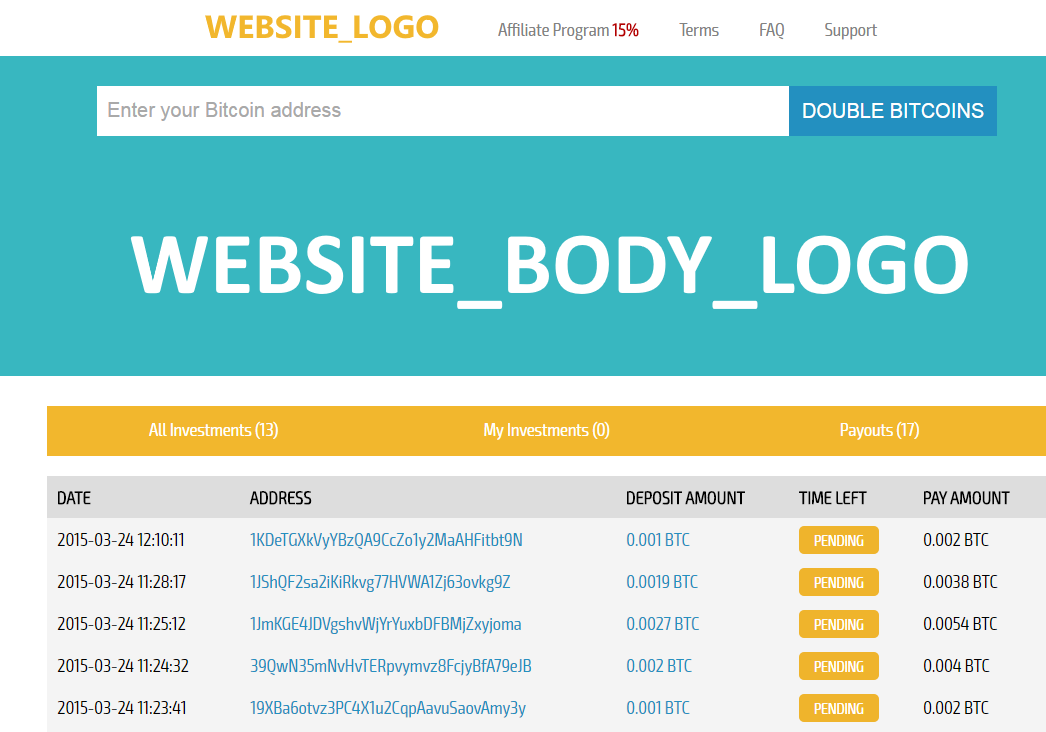 WEBSITE_LOGO Affiliate Program 15% Terms FAQ Support
Enter your Bitcoin address DOUBLE BITCOINS
WEBSITE_BODY_LOGO
All Investments (13) My Investments (0) Payouts (17)
DATE ADDRESS DEPOSIT AMOUNT TIME LEFT PAY AMOUNT
2015-03-24 12:10:11 1KDeTGXkVyYBzQA9CcZo1y2MaAHFitbt9N 0.001 BTC PENDING 0.002 BTC
2015-03-24 11:28:17 1JShQF2sa2iKiRkvg77HVWA1Zj63ovkg9Z 0.0019 BTC PENDING 0.0038 BTC
2015-03-24 11:25:12 1JmKGE4JDVgshvWjYrYuxbDFBMjZxyjoma 0.0027 BTC PENDING 0.0054 BTC
2015-03-24 11:24:32 39QwN35mNvHvTERpvymvz8FcjyBfA79eJB 0.002 BTC PENDING 0.004 BTC
2015-03-24 11:23:41 19XBa6otvz3PC4X1u2CqpAavuSaovAmy3y 0.001 BTC PENDING 0.002 BTC